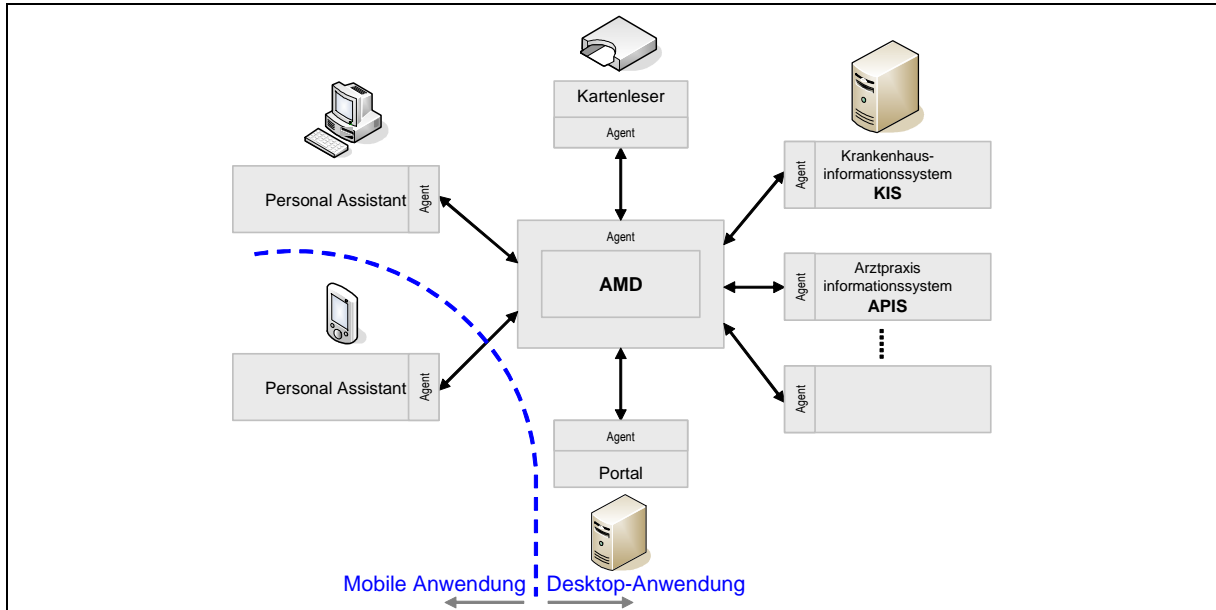 Kartenleser
Agent
Personal Assistant
Agent
Krankenhaus-
informationssystem
KIS
Agent
Agent
AMD
Arztpraxis
informationssystem
APIS
Agent
Personal Assistant
Agent
Agent
Agent
Portal
Mobile Anwendung
Desktop-Anwendung